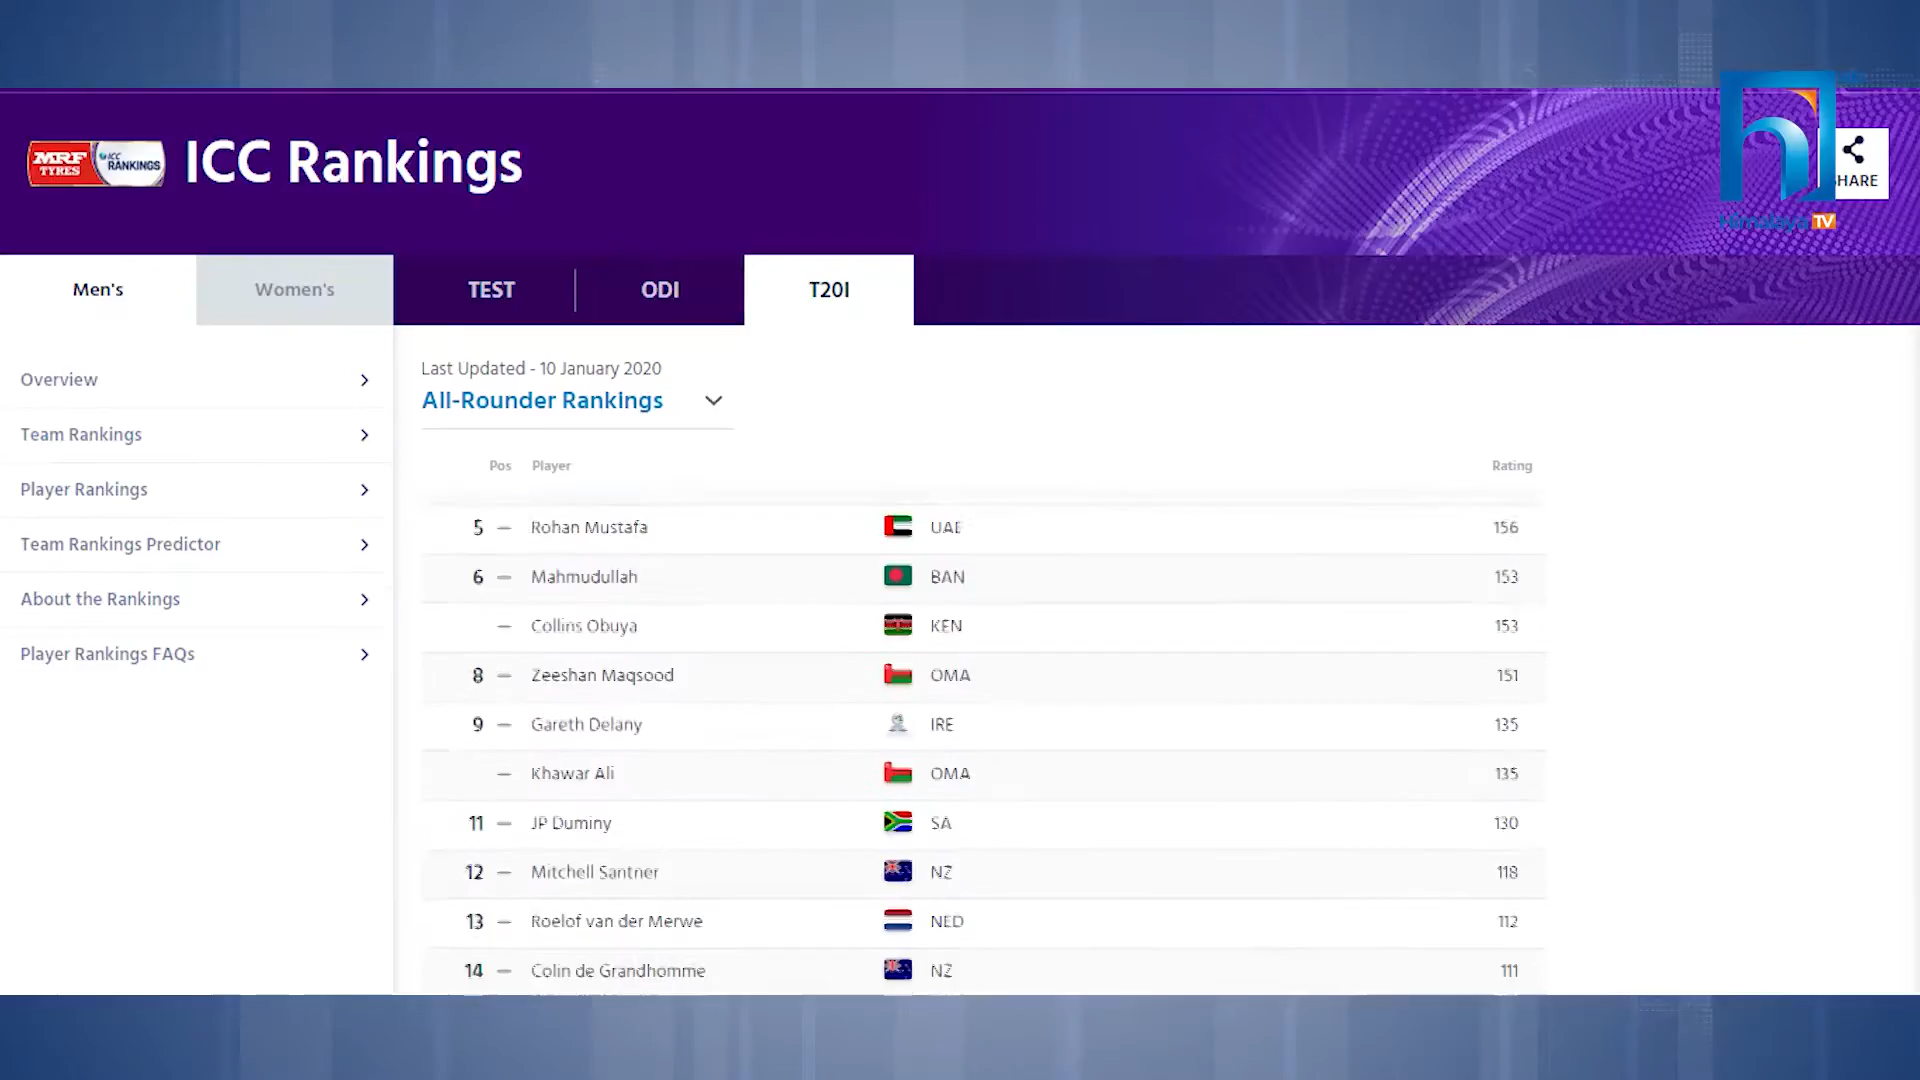 MRF TYRES
ICC RANKINGS
ICC Rankings
SHARE
Himalaya TV
Men's
Women's
TEST
ODI
T20I
Overview
Team Rankings
Player Rankings
Team Rankings Predictor
About the Rankings
Player Rankings FAQs
Last Updated - 10 January 2020
All-Rounder Rankings
Pos Player Rating
5 — Rohan Mustafa UAE 156
6 — Mahmudullah BAN 153
— Collins Obuya KEN 153
8 — Zeeshan Maqsood OMA 151
9 — Gareth Delany IRE 135
— Khawar Ali OMA 135
11 — JP Duminy SA 130
12 — Mitchell Santner NZ 118
13 — Roelof van der Merwe NED 112
14 — Colin de Grandhomme NZ 111